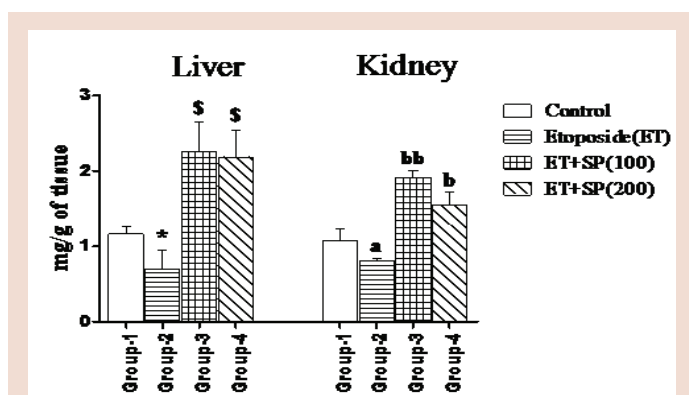 Liver Kidney
3
2
1
0
mg/g of tissue
* $ $ a bb b
Group-1 Group-2 Group-3 Group-4 Group-1 Group-2 Group-3 Group-4
Control
Etoposide(ET)
ET+SP(100)
ET+SP(200)